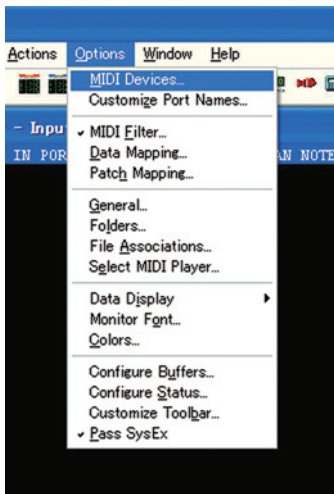 Actions Options Window Help
MIDI Devices...
Customize Port Names...
- Inpu
MIDI Filter...
IN POR
AN NOTE
Data Mapping...
Patch Mapping...
General...
Folders...
File Associations...
Select MIDI Player...
Data Display
Monitor Font...
Colors...
Configure Buffers...
Configure Status...
Customize Toolbar...
Pass SysEx